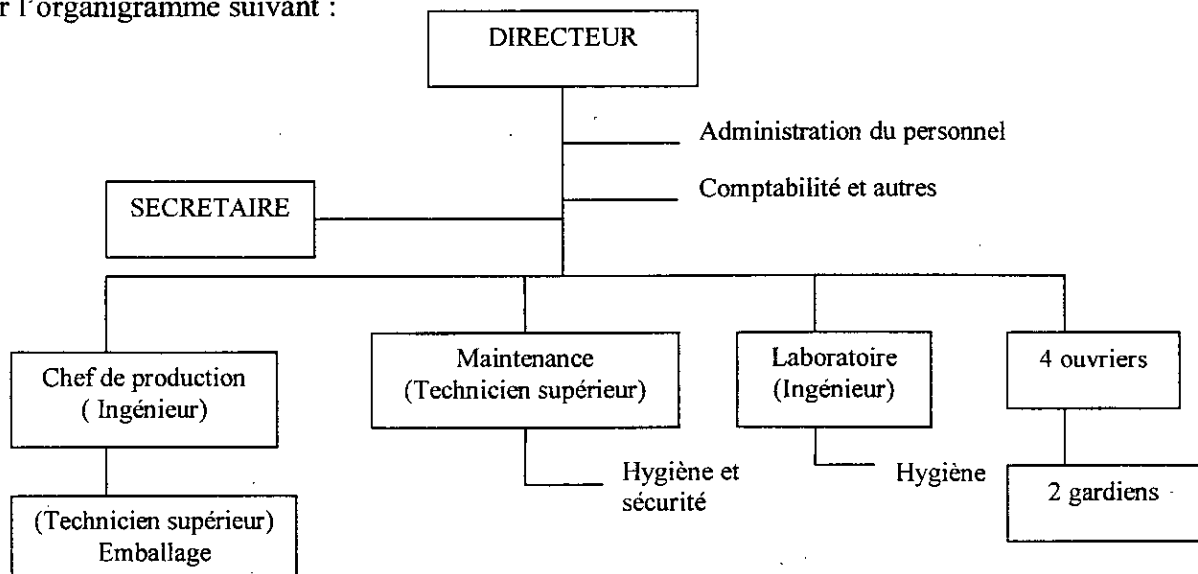 r l'organigramme suivant :
DIRECTEUR
Administration du personnel
Comptabilité et autres
SECRETAIRE
Chef de production
( Ingénieur)
Maintenance
(Technicien supérieur)
Laboratoire
(Ingénieur)
4 ouvriers
Hygiène et
sécurité
Hygiène
2 gardiens
(Technicien supérieur)
Emballage